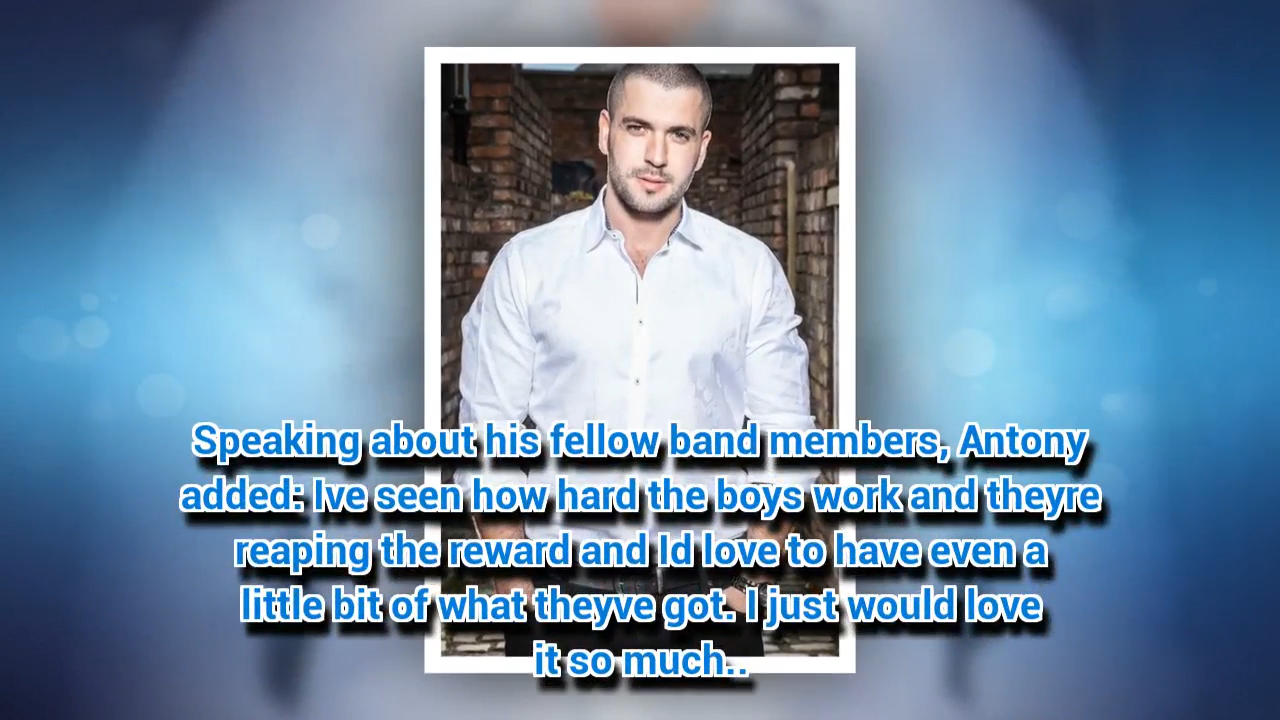 Speaking about his fellow band members, Antony
added: Ive seen how hard the boys work and theyre
reaping the reward and Id love to have even a
little bit of what theyve got. I just would love
it so much..